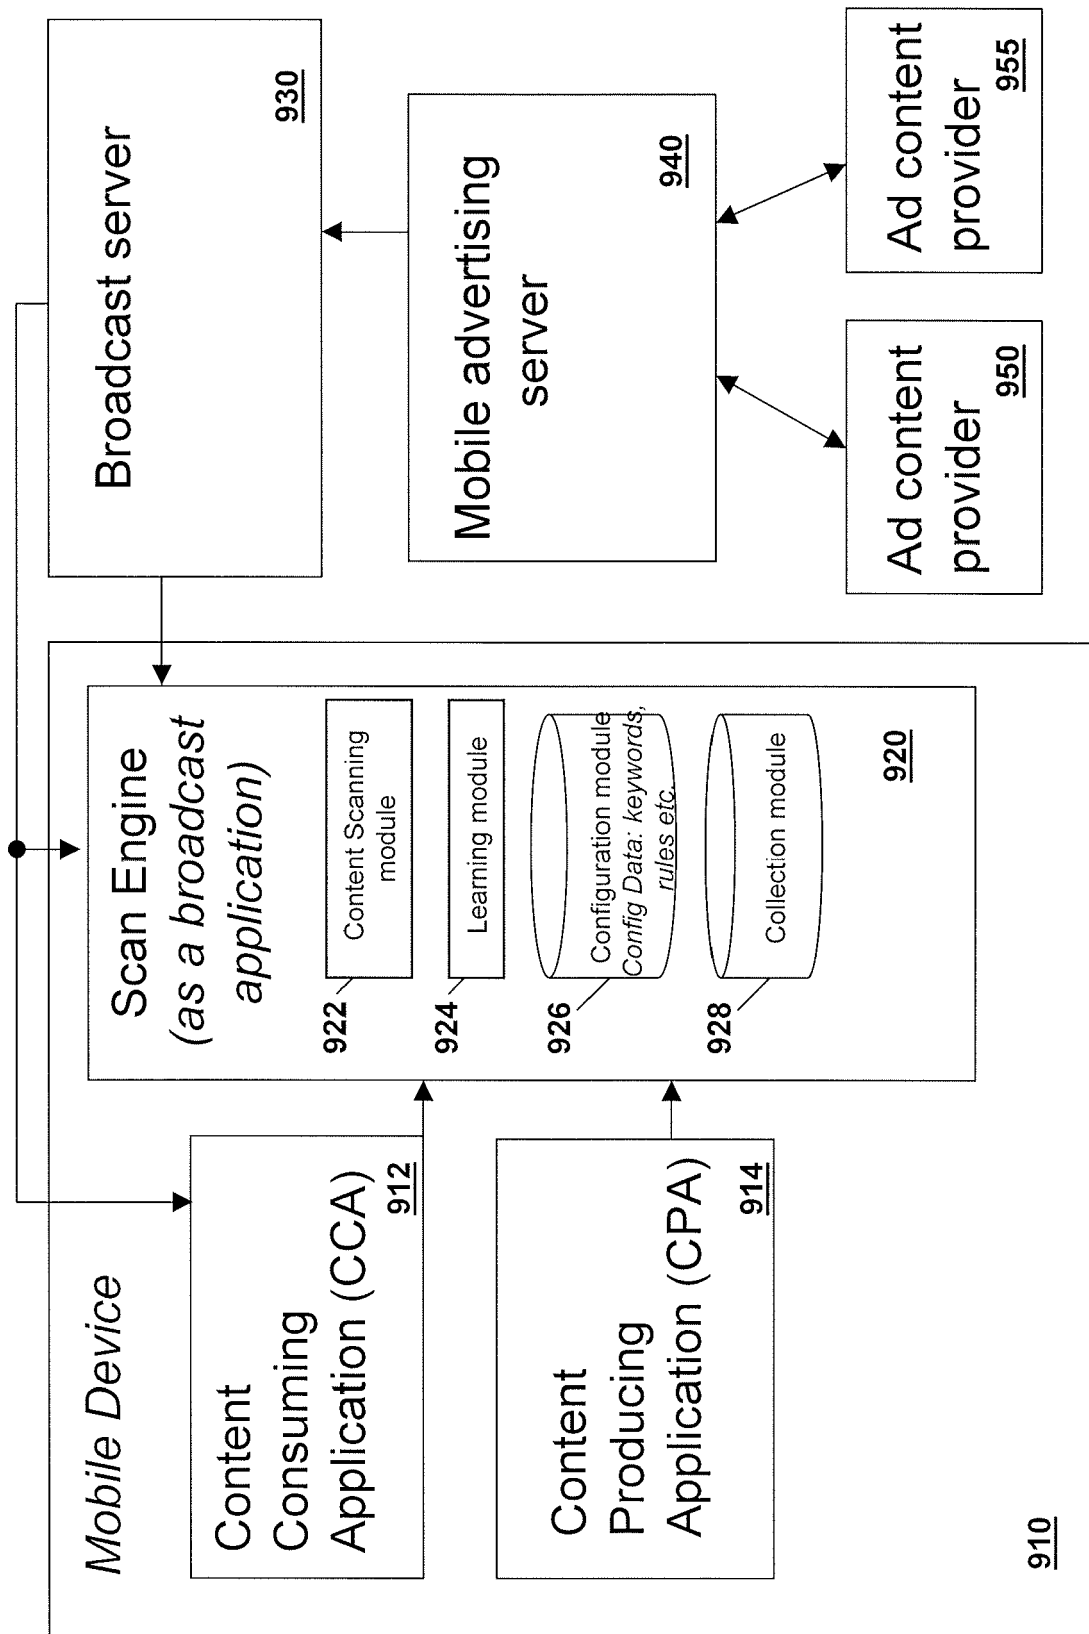 Mobile Device
Content
Consuming
Application (CCA)
912
Content
Producing
Application (CPA)
914
910
Scan Engine
(as a broadcast
application)
922
Content Scanning
module
924
Learning module
926
Configuration module
Config Data: keywords,
rules etc.
928
Collection module
920
Broadcast server
930
Mobile advertising
server
940
Ad content
provider
950
Ad content
provider
955